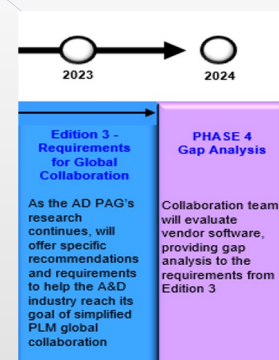 2023
2024
Edition 3 -
Requirements
for Global
Collaboration
As the AD PAG's
research
continues, will
offer specific
recommendations
and requirements
to help the A&D
industry reach its
goal of simplified
PLM global
collaboration
PHASE 4
Gap Analysis
Collaboration team
will evaluate
vendor software,
providing gap
analysis to the
requirements from
Edition 3